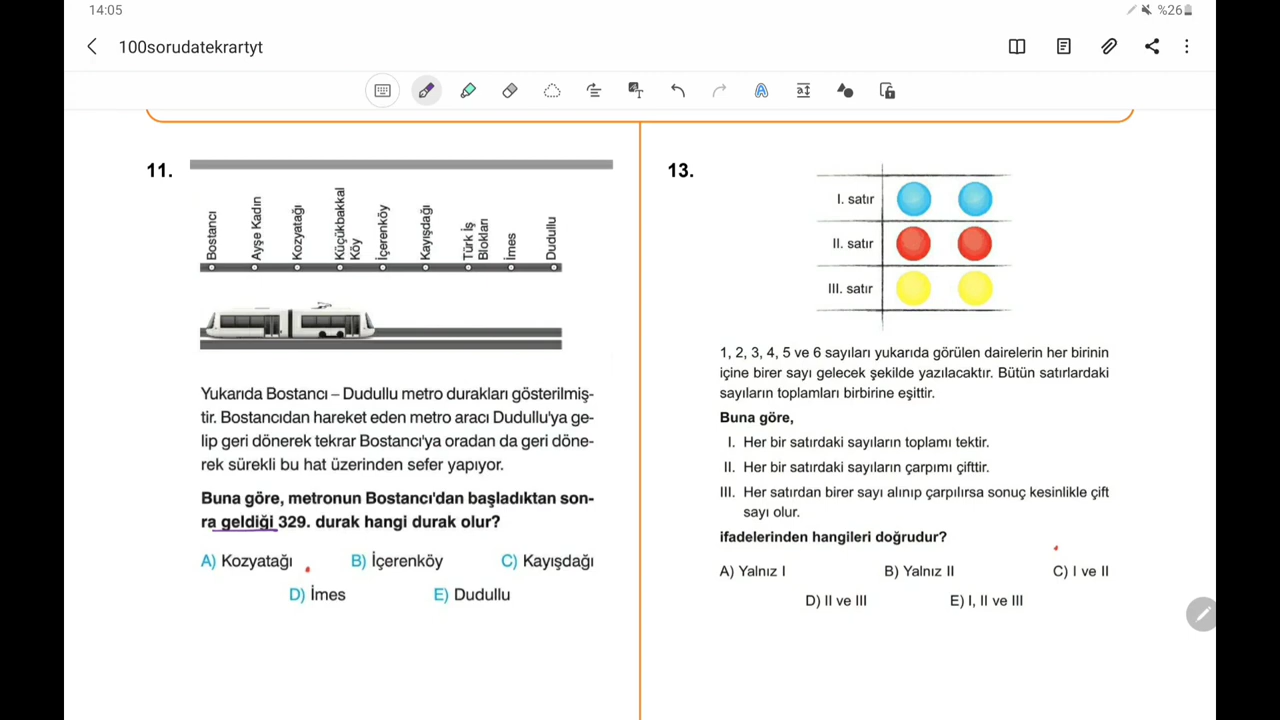 14:05
%26
100sorudatekrartyt
11.
Bostancı
Ayşe Kadın
Kozyatağı
Küçükbakkal
Köy
İçerenköy
Kayışdağı
Türk İş
Blokları
İmes
Dudullu
Yukarıda Bostancı – Dudullu metro durakları gösterilmiş-
tir. Bostancıdan hareket eden metro aracı Dudullu'ya ge-
lip geri dönerek tekrar Bostancı'ya oradan da geri döne-
rek sürekli bu hat üzerinden sefer yapıyor.
Buna göre, metronun Bostancı'dan başladıktan son-
ra geldiği 329. durak hangi durak olur?
A) Kozyatağı B) İçerenköy C) Kayışdağı
D) İmes E) Dudullu
13.
I. satır
II. satır
III. satır
1, 2, 3, 4, 5 ve 6 sayıları yukarıda görülen dairelerin her birinin
içine birer sayı gelecek şekilde yazılacaktır. Bütün satırlardaki
sayıların toplamları birbirine eşittir.
Buna göre,
I. Her bir satırdaki sayıların toplamı tektir.
II. Her bir satırdaki sayıların çarpımı çifttir.
III. Her satırdan birer sayı alınıp çarpılırsa sonuç kesinlikle çift
sayı olur.
ifadelerinden hangileri doğrudur?
A) Yalnız I B) Yalnız II C) I ve II
D) II ve III E) I, II ve III